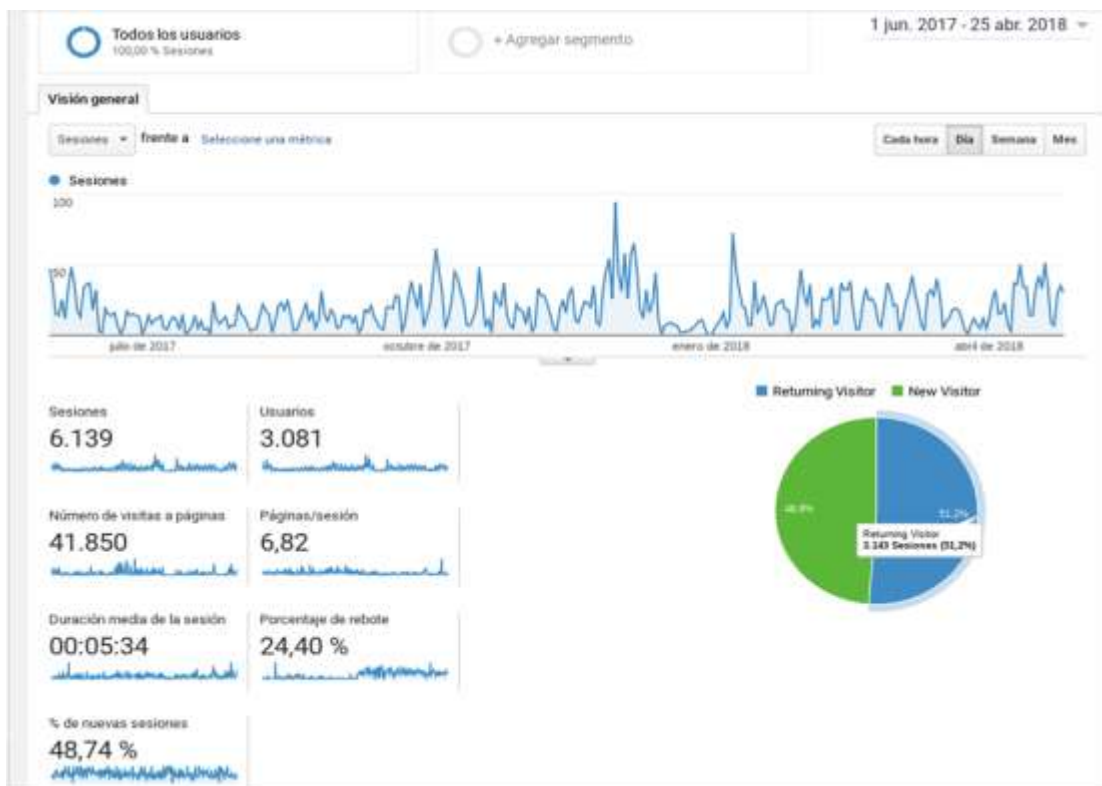 Todos los usuarios
100,00 % Sesiones
+ Agregar segmento
1 jun. 2017 - 25 abr. 2018
Visión general
Sesiones frente a Seleccione una métrica
Cada hora Día Semana Mes
Sesiones
100
50
julio de 2017 octubre de 2017 enero de 2018 abril de 2018
Returning Visitor New Visitor
Sesiones Usuarios
6.139 3.081
Número de visitas a páginas Páginas/sesión
41.850 6,82
48,8% 51,2%
Returning Visitor
3.143 Sesiones (51,2%)
Duración media de la sesión Porcentaje de rebote
00:05:34 24,40 %
% de nuevas sesiones
48,74 %